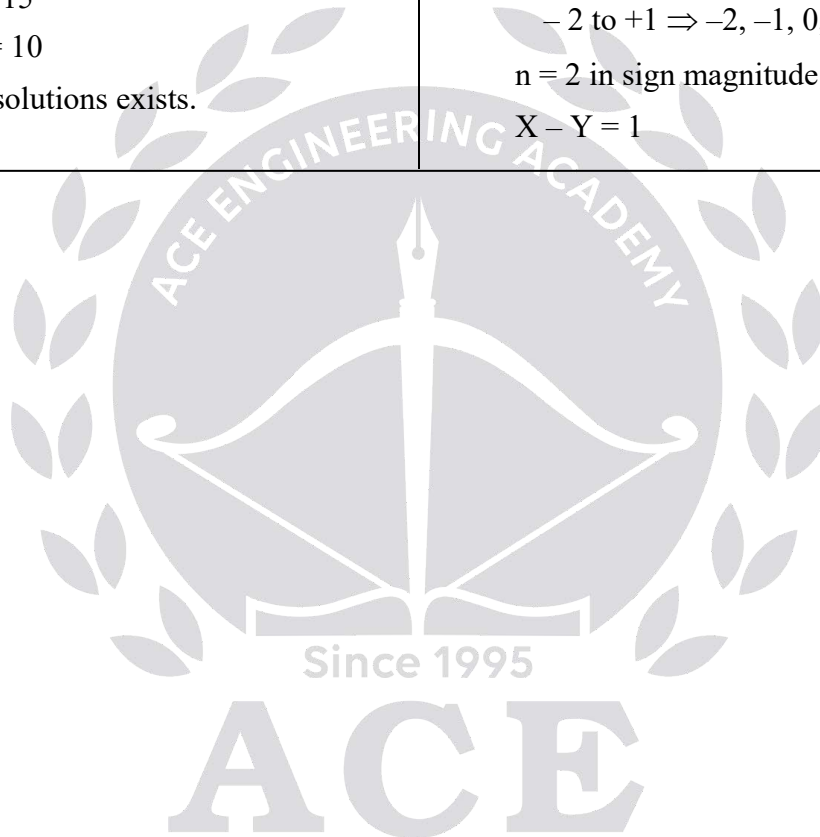 = 10
solutions exists.
– 2 to +1 ⇒ –2, –1, 0
n = 2 in sign magnitude
X – Y = 1
ACE ENGINEERING ACADEMY
Since 1995
ACE